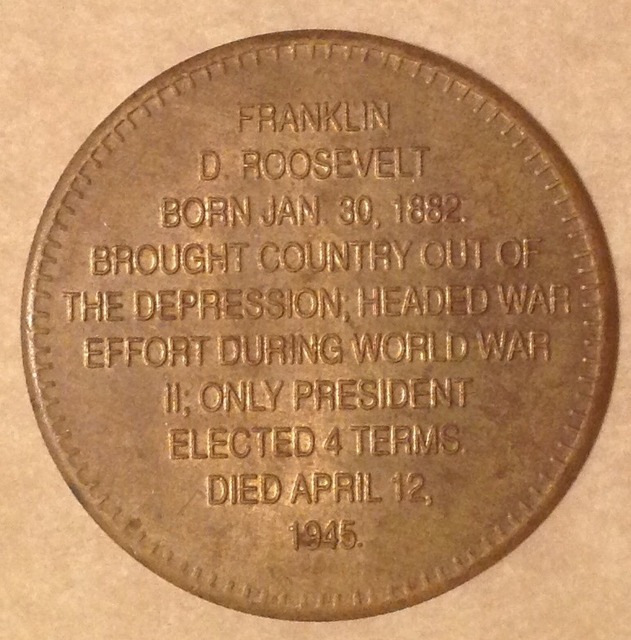 FRANKLIN
D. ROOSEVELT
BORN JAN. 30, 1882.
BROUGHT COUNTRY OUT OF
THE DEPRESSION; HEADED WAR
EFFORT DURING WORLD WAR
II; ONLY PRESIDENT
ELECTED 4 TERMS.
DIED APRIL 12,
1945.